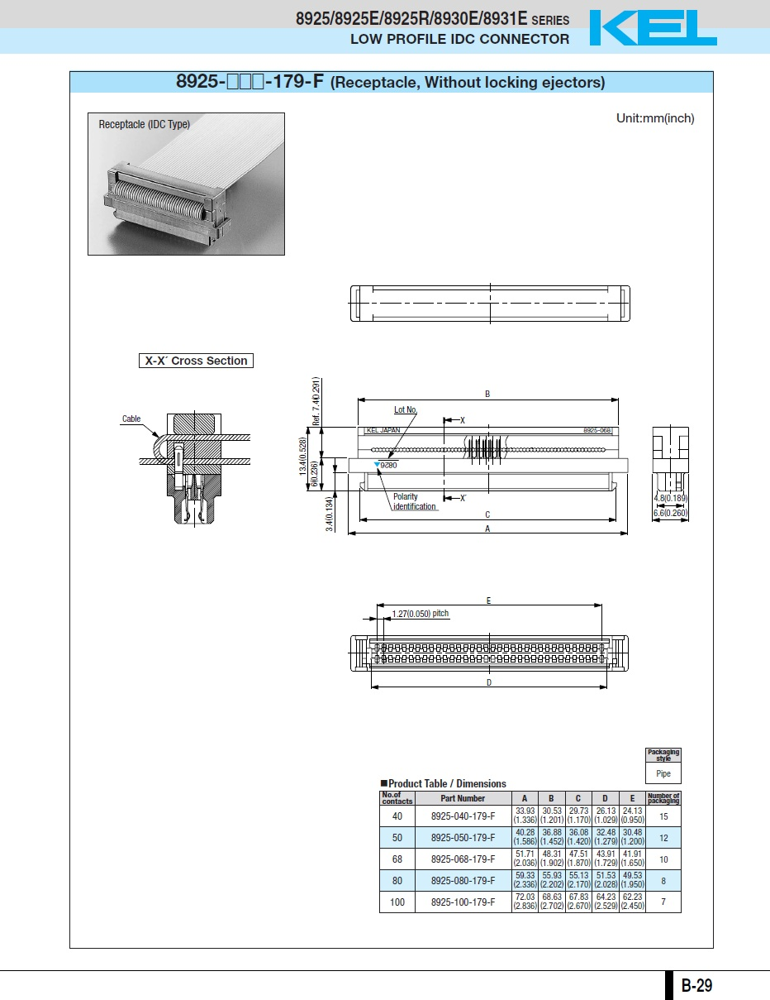 8925/8925E/8925R/8930E/8931E SERIES
LOW PROFILE IDC CONNECTOR
KEL
8925-□□□-179-F (Receptacle, Without locking ejectors)
Receptacle (IDC Type)
Unit:mm(inch)
X-X´ Cross Section
Cable
Ref. 7.4(0.291)
13.4(0.528)
6(0.236)
3.4(0.134)
B
Lot No.
X
KEL JAPAN 8925-068
Polarity
identification
X´
C
A
4.8(0.189)
6.6(0.260)
E
1.27(0.050) pitch
D
Packaging
style
Pipe
■Product Table / Dimensions
No.of contacts Part Number A B C D E Number of packaging
40 8925-040-179-F 33.93 (1.336) 30.53 (1.201) 29.73 (1.170) 26.13 (1.029) 24.13 (0.950) 15
50 8925-050-179-F 40.28 (1.586) 36.88 (1.452) 36.08 (1.420) 32.48 (1.279) 30.48 (1.200) 12
68 8925-068-179-F 51.71 (2.036) 48.31 (1.902) 47.51 (1.870) 43.91 (1.729) 41.91 (1.650) 10
80 8925-080-179-F 59.33 (2.336) 55.93 (2.202) 55.13 (2.170) 51.53 (2.028) 49.53 (1.950) 8
100 8925-100-179-F 72.03 (2.836) 68.63 (2.702) 67.83 (2.670) 64.23 (2.529) 62.23 (2.450) 7
B-29